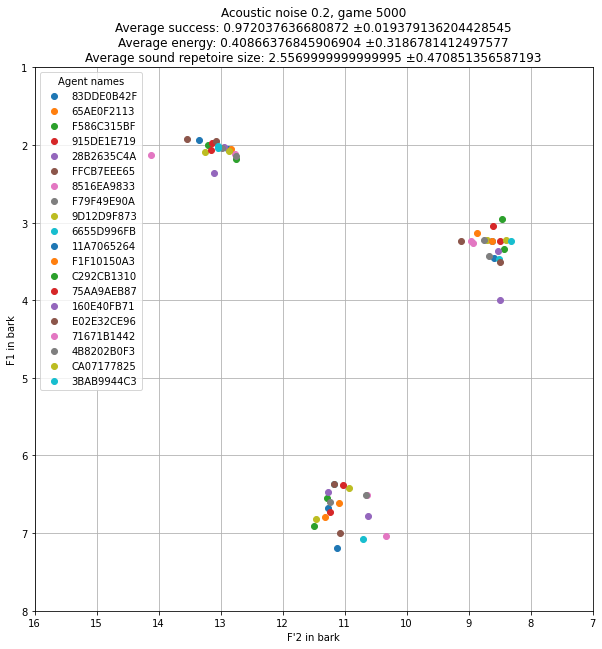 Acoustic noise 0.2, game 5000
Average success: 0.972037636680872 ±0.019379136204428545
Average energy: 0.40866376845906904 ±0.3186781412497577
Average sound repetoire size: 2.5569999999999995 ±0.470851356587193
Agent names
83DDE0B42F
65AE0F2113
F586C315BF
915DE1E719
28B2635C4A
FFCB7EEE65
8516EA9833
F79F49E90A
9D12D9F873
6655D996FB
11A7065264
F1F10150A3
C292CB1310
75AA9AEB87
160E40FB71
E02E32CE96
71671B1442
4B8202B0F3
CA07177825
3BAB9944C3
1
2
3
4
5
6
7
8
F1 in bark
16 15 14 13 12 11 10 9 8 7
F'2 in bark